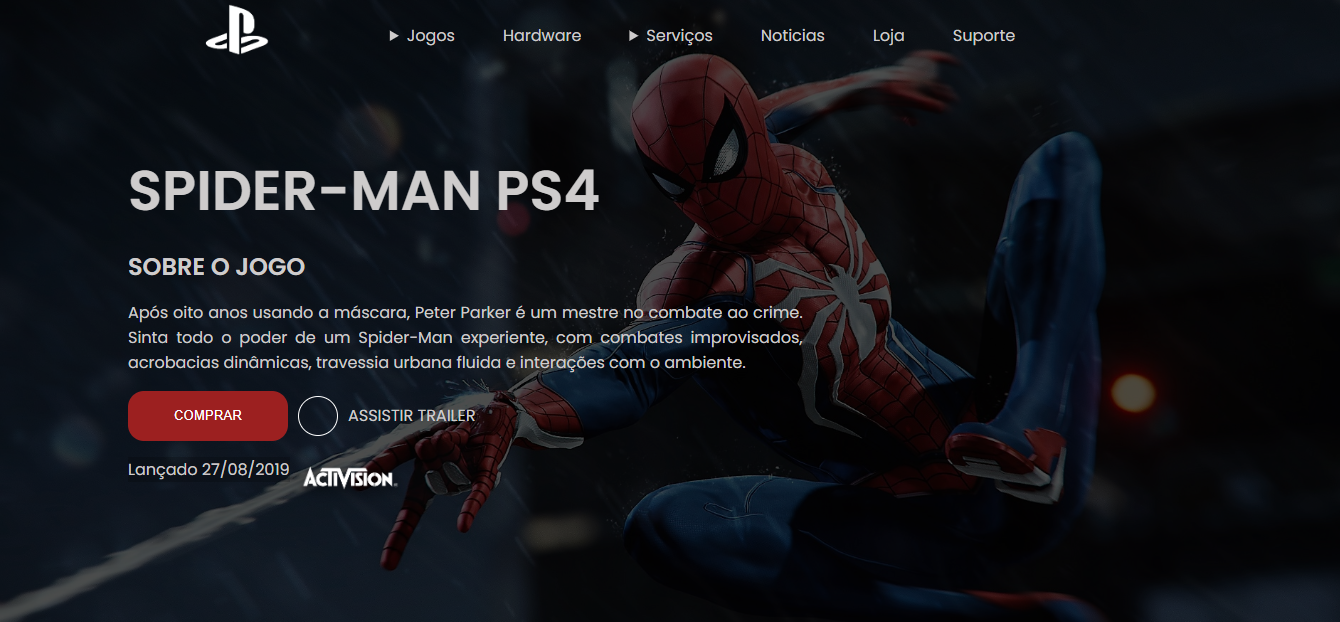 Jogos Hardware Serviços Noticias Loja Suporte
SPIDER-MAN PS4
SOBRE O JOGO
Após oito anos usando a máscara, Peter Parker é um mestre no combate ao crime.
Sinta todo o poder de um Spider-Man experiente, com combates improvisados,
acrobacias dinâmicas, travessia urbana fluida e interações com o ambiente.
COMPRAR ASSISTIR TRAILER
Lançado 27/08/2019 ACTIVISION